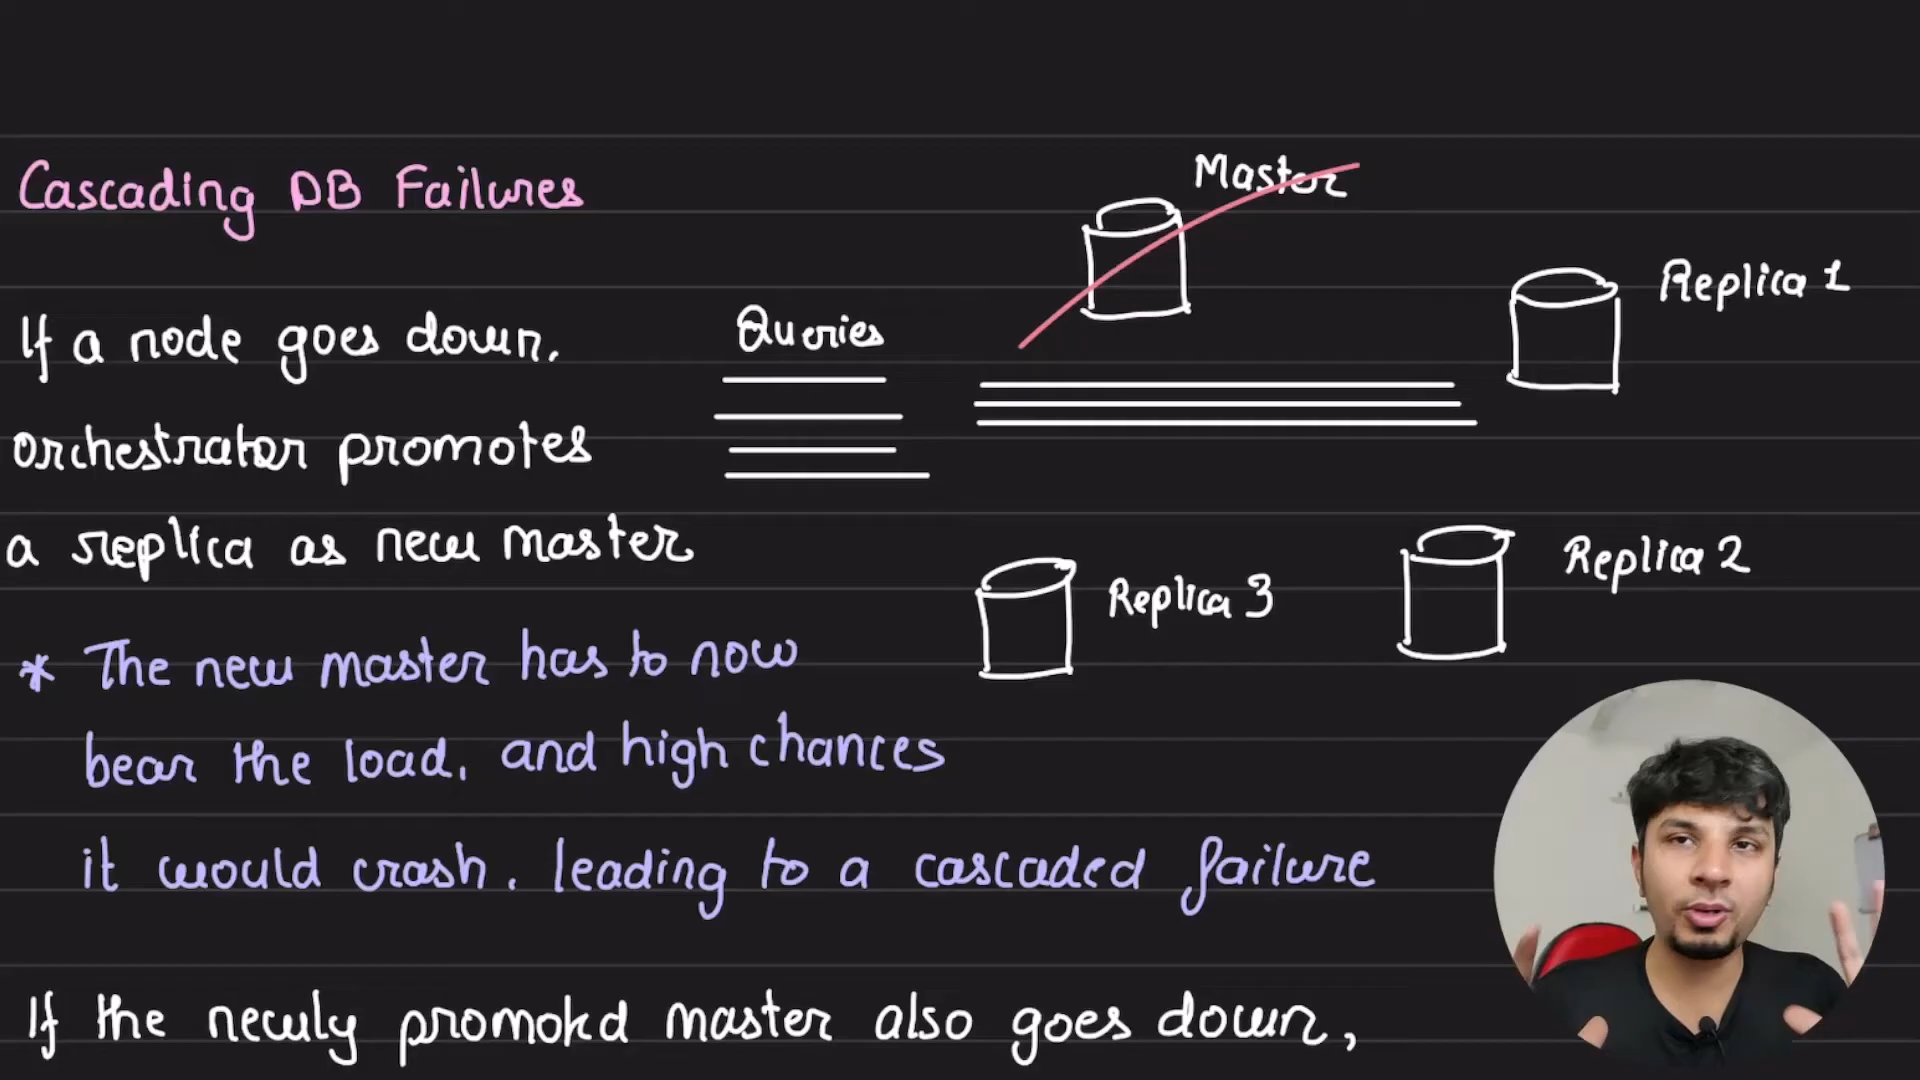 Cascading DB Failures
If a node goes down,
orchestrator promotes
a replica as new master
* The new master has to now
bear the load, and high chances
it would crash, leading to a cascaded failure
If the newly promoted master also goes down,
Queries
Master
Replica 1
Replica 2
Replica 3